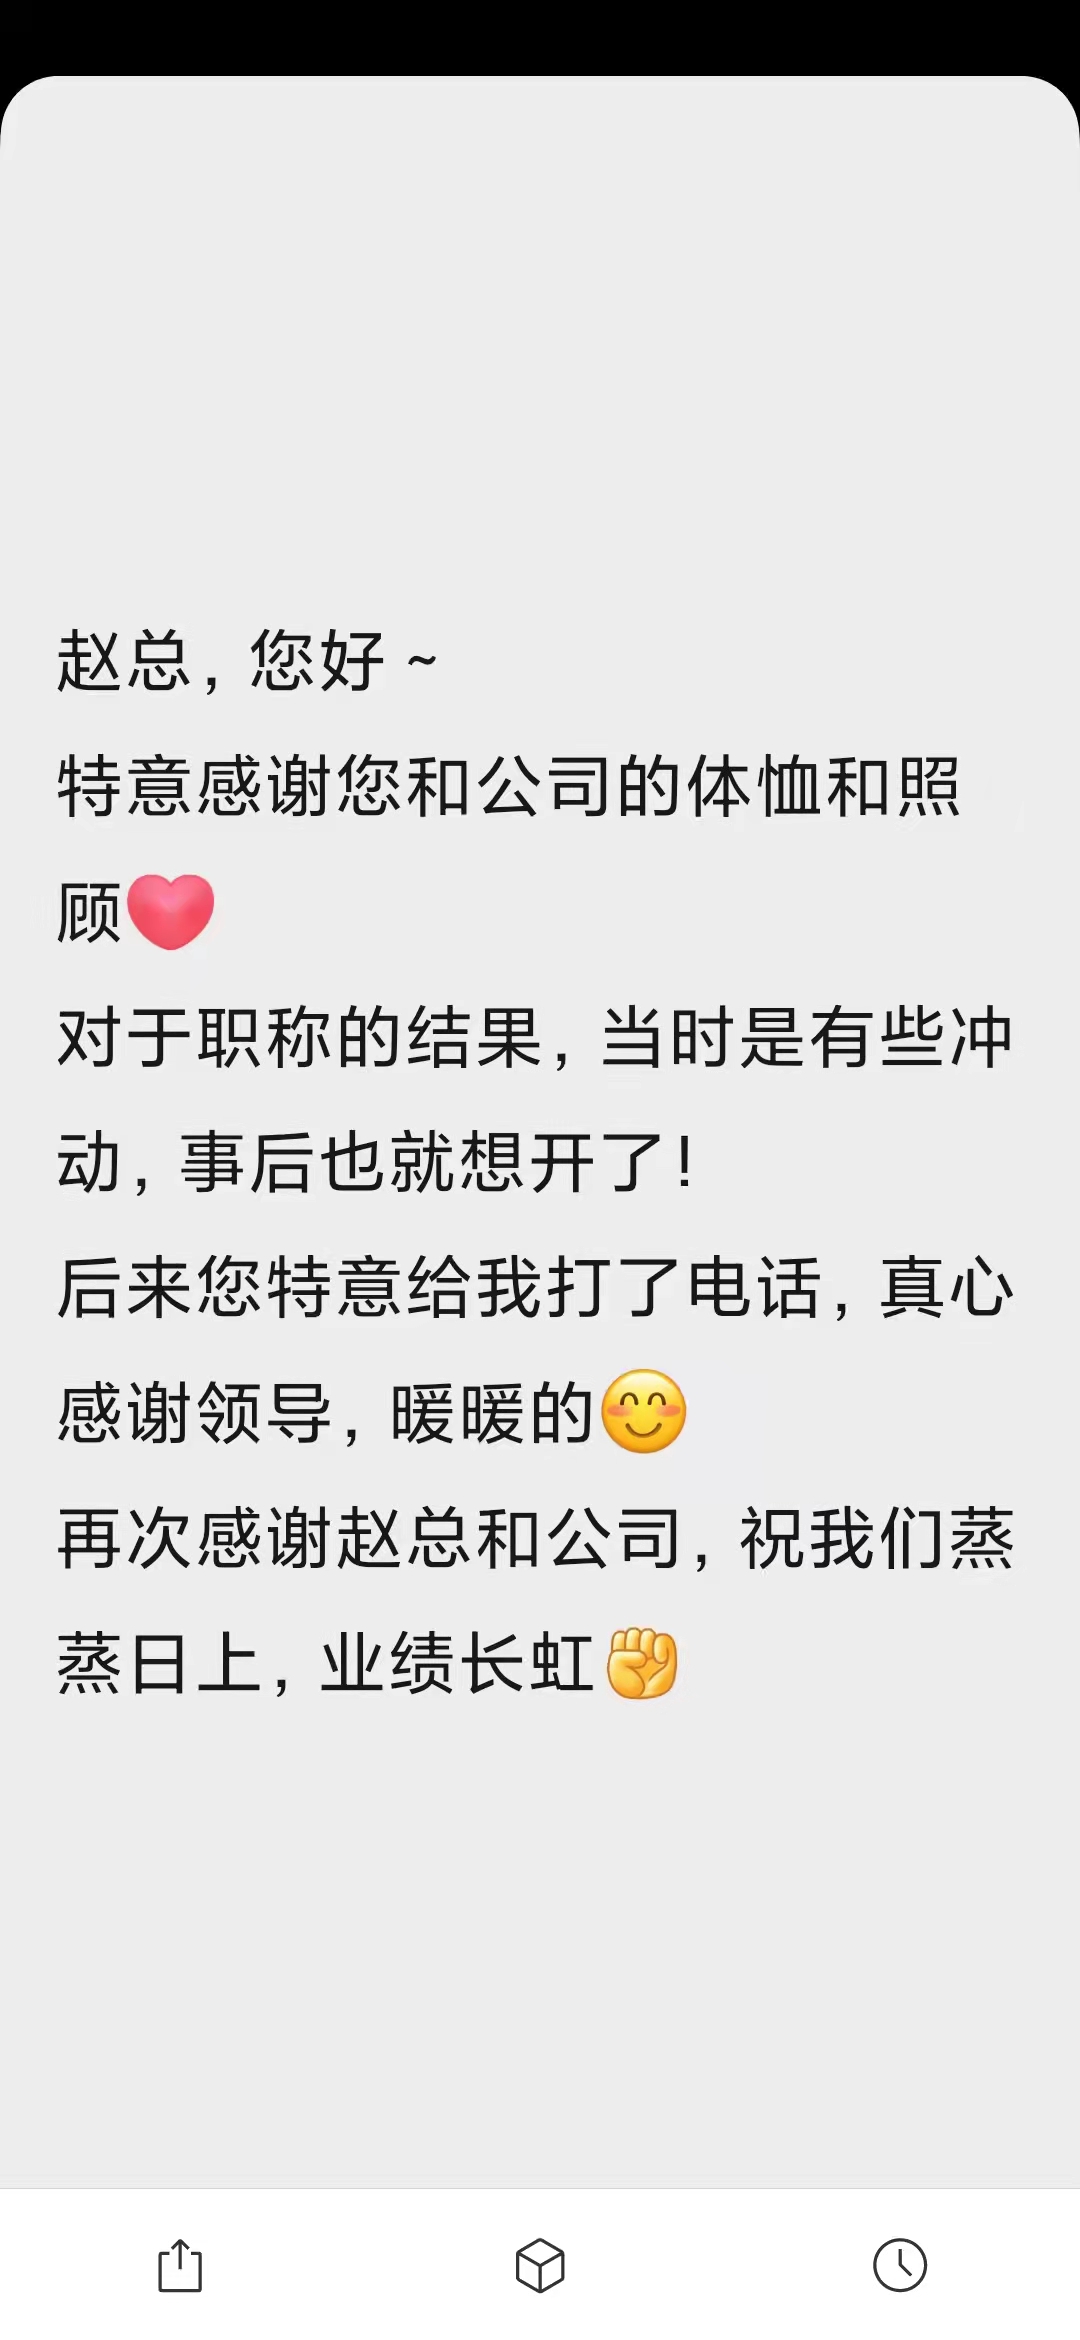 赵总，您好～
特意感谢您和公司的体恤和照
顾❤️
对于职称的结果，当时是有些冲
动，事后也就想开了！
后来您特意给我打了电话，真心
感谢领导，暖暖的😊
再次感谢赵总和公司，祝我们蒸
蒸日上，业绩长虹✊